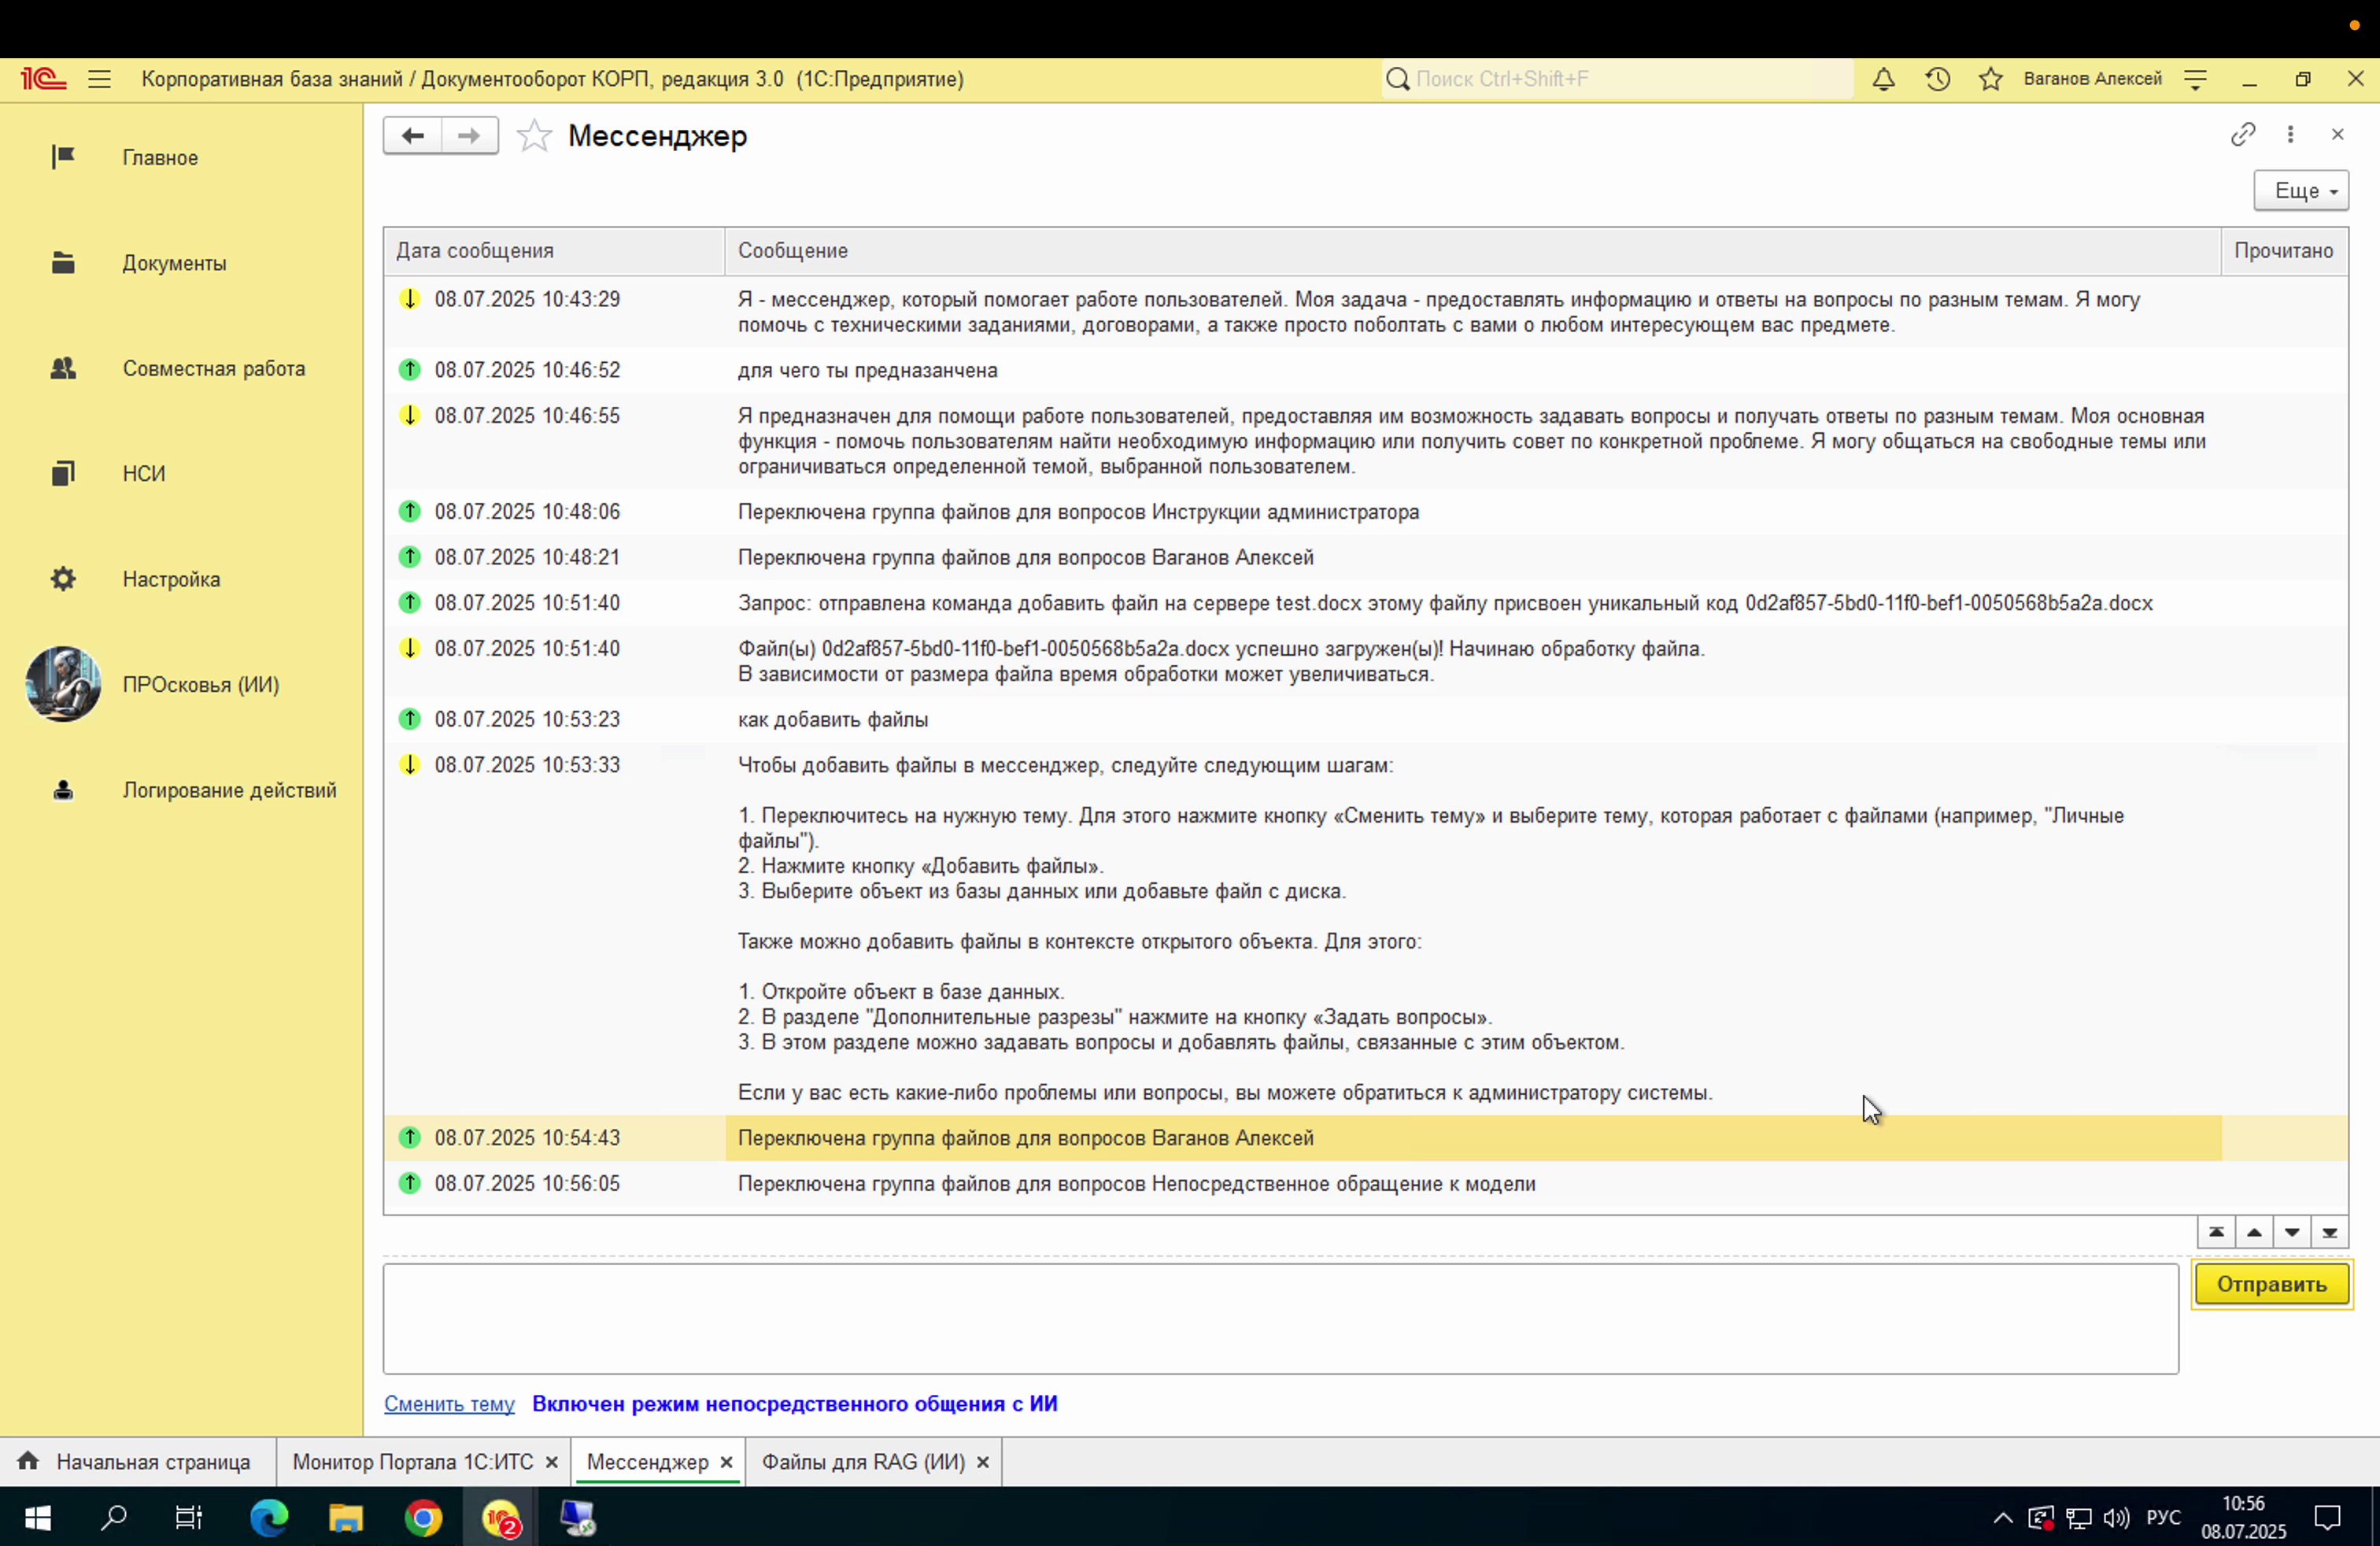 1С Корпоративная база знаний / Документооборот КОРП, редакция 3.0 (1С:Предприятие)
Поиск Ctrl+Shift+F
Ваганов Алексей
Главное
Документы
Совместная работа
НСИ
Настройка
ПРОсковья (ИИ)
Логирование действий
Мессенджер
Еще
Дата сообщения Сообщение Прочитано
08.07.2025 10:43:29 Я - мессенджер, который помогает работе пользователей. Моя задача - предоставлять информацию и ответы на вопросы по разным темам. Я могу
помочь с техническими заданиями, договорами, а также просто поболтать с вами о любом интересующем вас предмете.
08.07.2025 10:46:52 для чего ты предназанчена
08.07.2025 10:46:55 Я предназначен для помощи работе пользователей, предоставляя им возможность задавать вопросы и получать ответы по разным темам. Моя основная
функция - помочь пользователям найти необходимую информацию или получить совет по конкретной проблеме. Я могу общаться на свободные темы или
ограничиваться определенной темой, выбранной пользователем.
08.07.2025 10:48:06 Переключена группа файлов для вопросов Инструкции администратора
08.07.2025 10:48:21 Переключена группа файлов для вопросов Ваганов Алексей
08.07.2025 10:51:40 Запрос: отправлена команда добавить файл на сервере test.docx этому файлу присвоен уникальный код 0d2af857-5bd0-11f0-bef1-0050568b5a2a.docx
08.07.2025 10:51:40 Файл(ы) 0d2af857-5bd0-11f0-bef1-0050568b5a2a.docx успешно загружен(ы)! Начинаю обработку файла.
В зависимости от размера файла время обработки может увеличиваться.
08.07.2025 10:53:23 как добавить файлы
08.07.2025 10:53:33 Чтобы добавить файлы в мессенджер, следуйте следующим шагам:
1. Переключитесь на нужную тему. Для этого нажмите кнопку «Сменить тему» и выберите тему, которая работает с файлами (например, "Личные
файлы").
2. Нажмите кнопку «Добавить файлы».
3. Выберите объект из базы данных или добавьте файл с диска.
Также можно добавить файлы в контексте открытого объекта. Для этого:
1. Откройте объект в базе данных.
2. В разделе "Дополнительные разрезы" нажмите на кнопку «Задать вопросы».
3. В этом разделе можно задавать вопросы и добавлять файлы, связанные с этим объектом.
Если у вас есть какие-либо проблемы или вопросы, вы можете обратиться к администратору системы.
08.07.2025 10:54:43 Переключена группа файлов для вопросов Ваганов Алексей
08.07.2025 10:56:05 Переключена группа файлов для вопросов Непосредственное обращение к модели
Отправить
Сменить тему Включен режим непосредственного общения с ИИ
Начальная страница Монитор Портала 1С:ИТС Мессенджер Файлы для RAG (ИИ)
2
РУС
10:56
08.07.2025